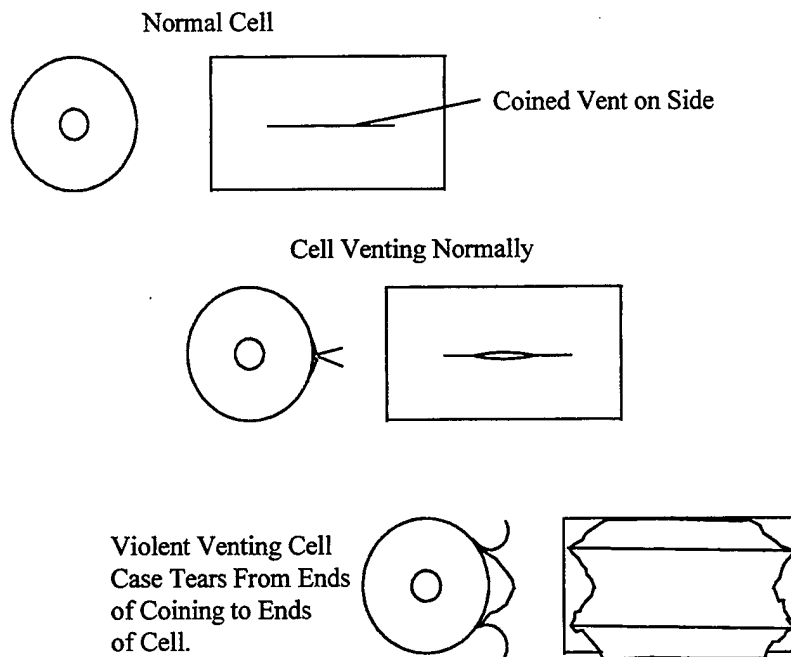 Normal Cell
Coined Vent on Side
Cell Venting Normally
Violent Venting Cell
Case Tears From Ends
of Coining to Ends
of Cell.